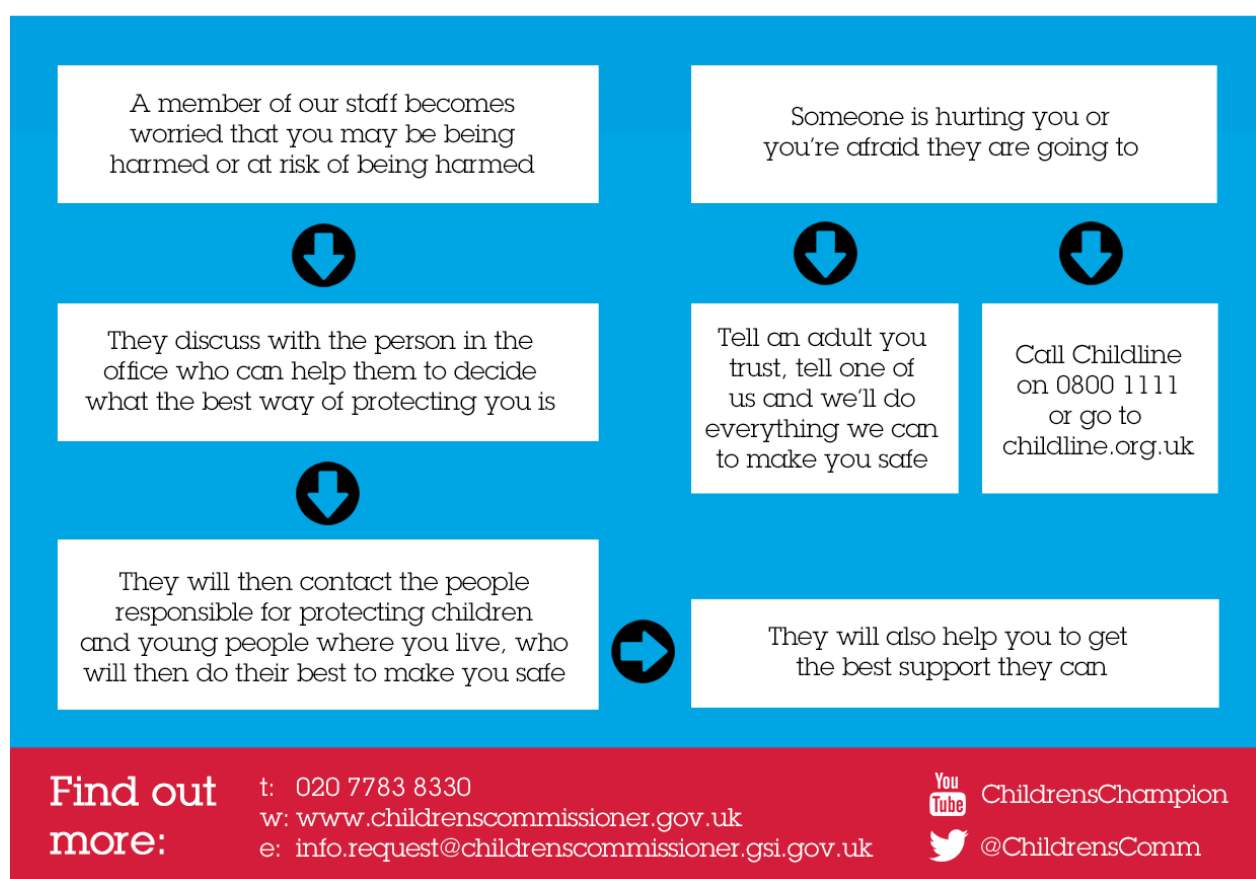 A member of our staff becomes
worried that you may be being
harmed or at risk of being harmed
They discuss with the person in the
office who can help them to decide
what the best way of protecting you is
They will then contact the people
responsible for protecting children
and young people where you live, who
will then do their best to make you safe
They will also help you to get
the best support they can
Someone is hurting you or
you're afraid they are going to
Tell an adult you
trust, tell one of
us and we'll do
everything we can
to make you safe
Call Childline
on 0800 1111
or go to
childline.org.uk
Find out
more:
t: 020 7783 8330
w: www.childrenscommissioner.gov.uk
e: info.request@childrenscommissioner.gsi.gov.uk
You
Tube
ChildrensChampion
@ChildrensComm